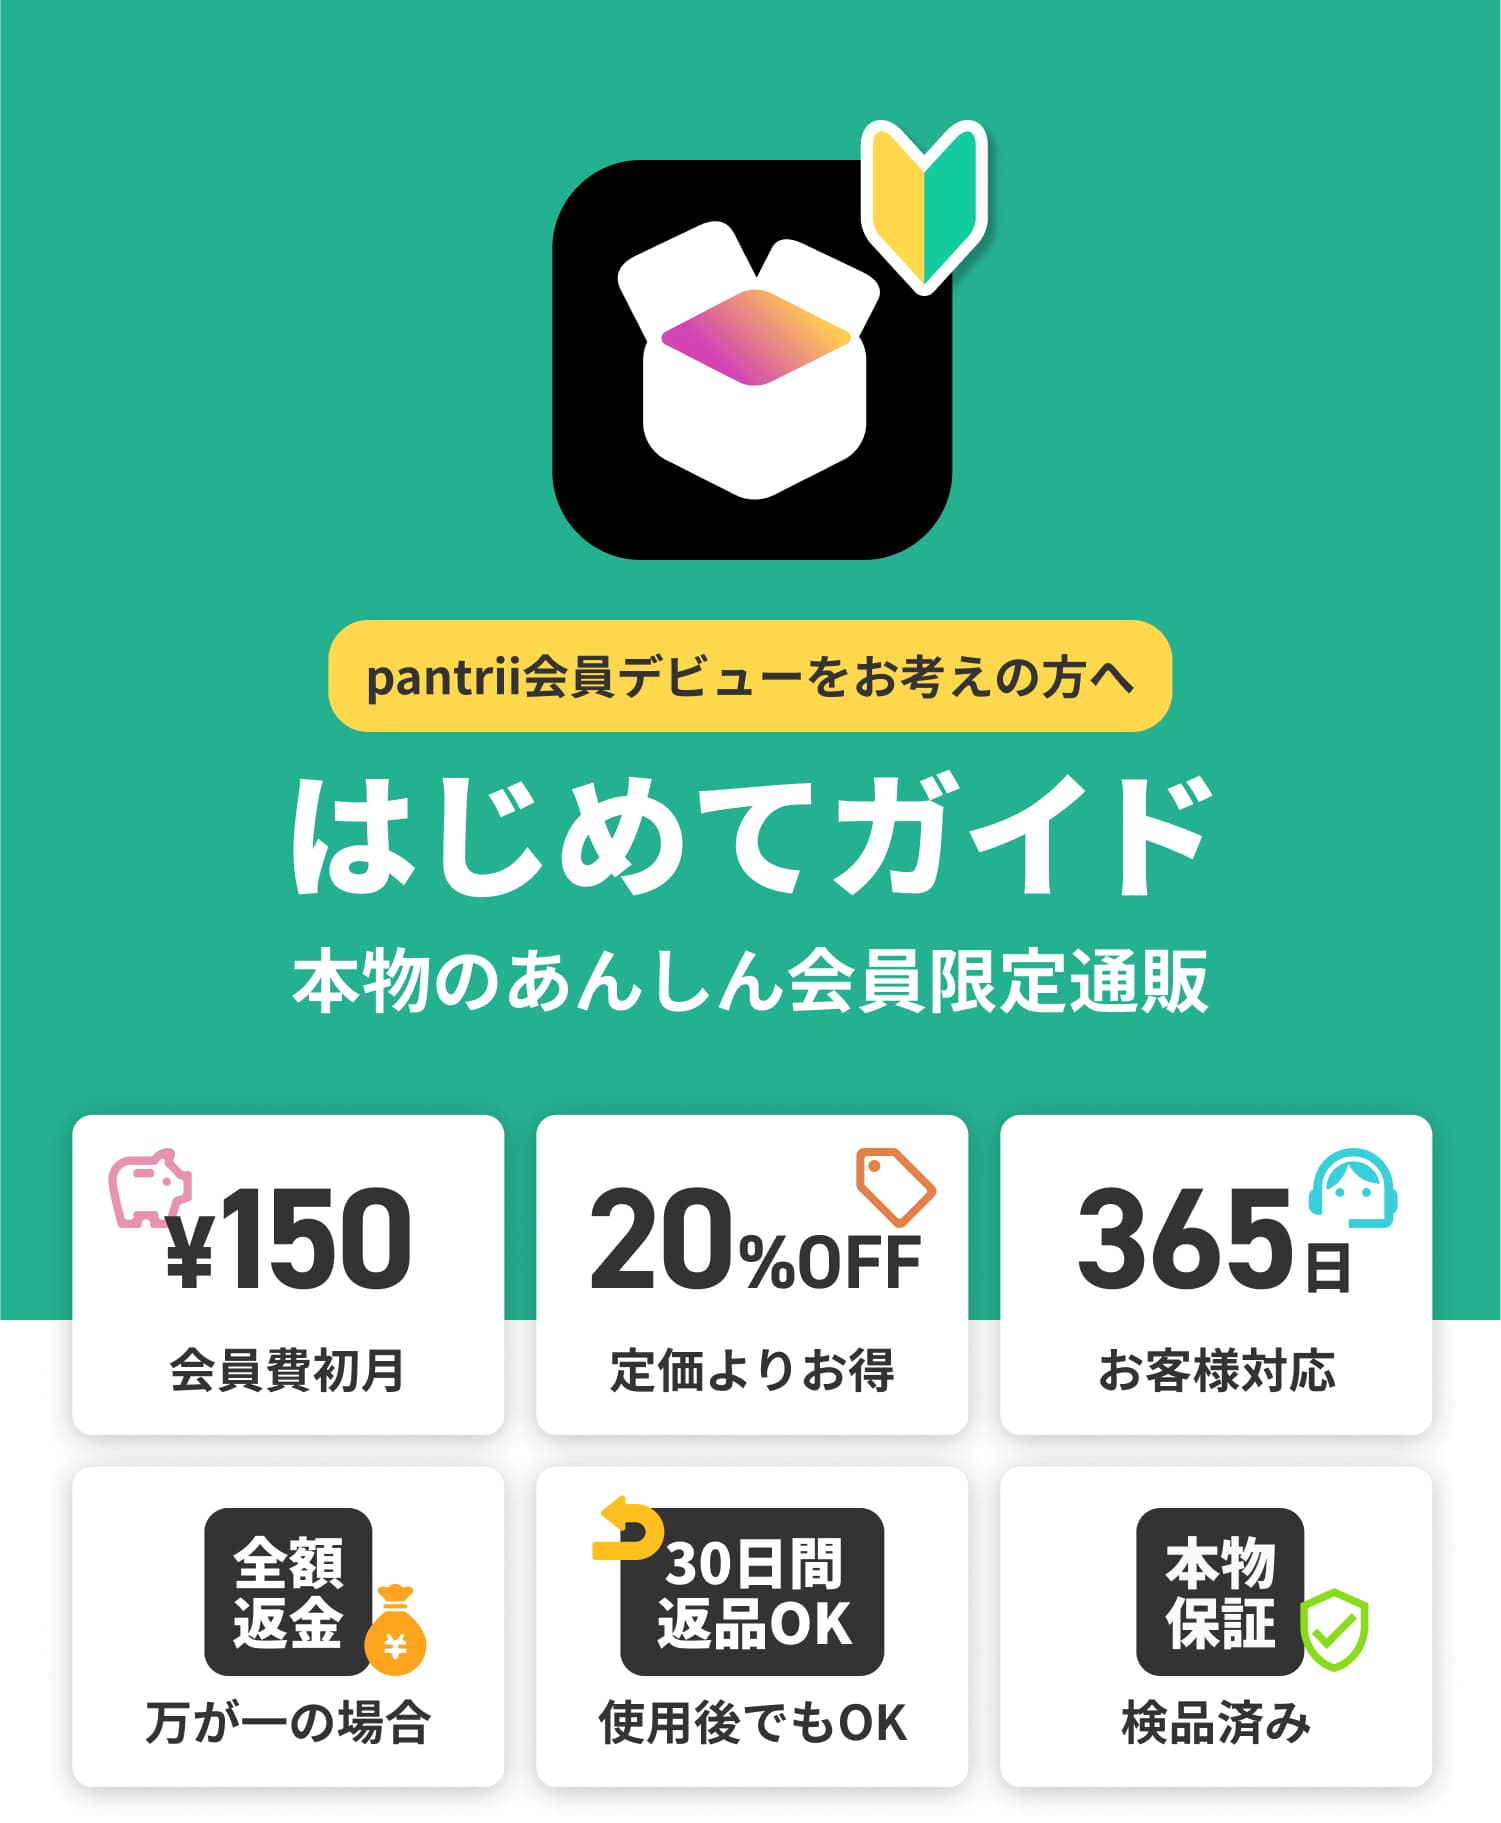 pantrii会員デビューをお考えの方へ
はじめてガイド
本物のあんしん会員限定通販
¥150
会員費初月
20%OFF
定価よりお得
365日
お客様対応
全額
返金
¥
万が一の場合
30日間
返品OK
使用後でもOK
本物
保証
検品済み